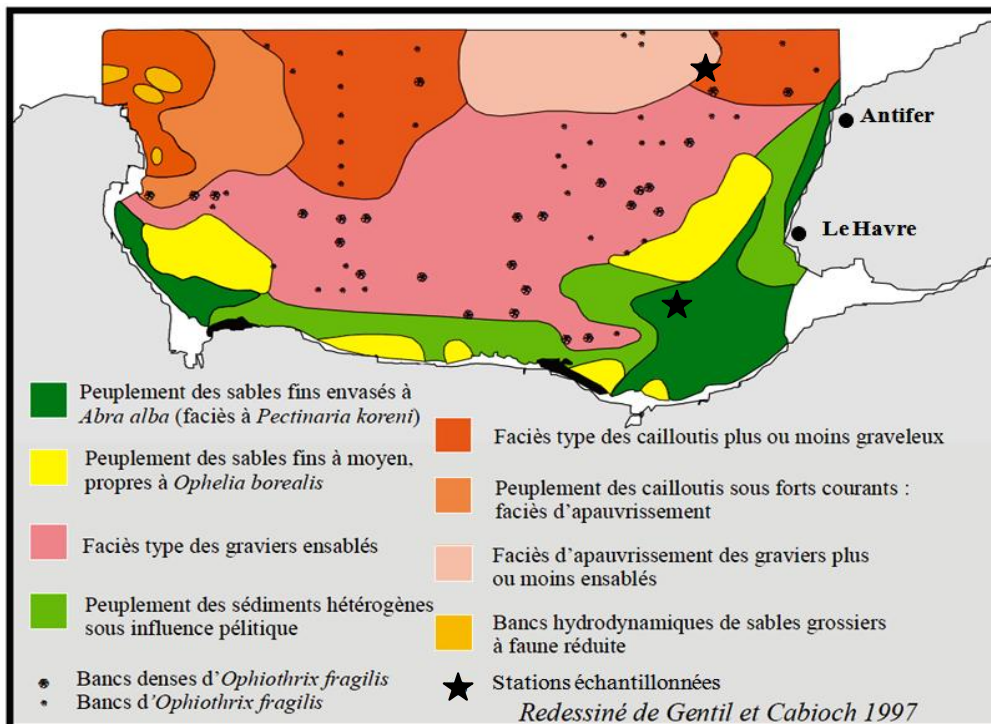 Antifer
Le Havre
Peuplement des sables fins envasés à
Abra alba (faciès à Pectinaria koreni)
Peuplement des sables fins à moyen,
propres à Ophelia borealis
Faciès type des graviers ensablés
Peuplement des sédiments hétérogènes
sous influence pélitique
Bancs denses d'Ophiothrix fragilis
Bancs d'Ophiothrix fragilis
Faciès type des cailloutis plus ou moins graveleux
Peuplement des cailloutis sous forts courants :
faciès d'apauvrissement
Faciès d'apauvrissement des graviers plus
ou moins ensablés
Bancs hydrodynamiques de sables grossiers
à faune réduite
Stations échantillonnées
Redessiné de Gentil et Cabioch 1997